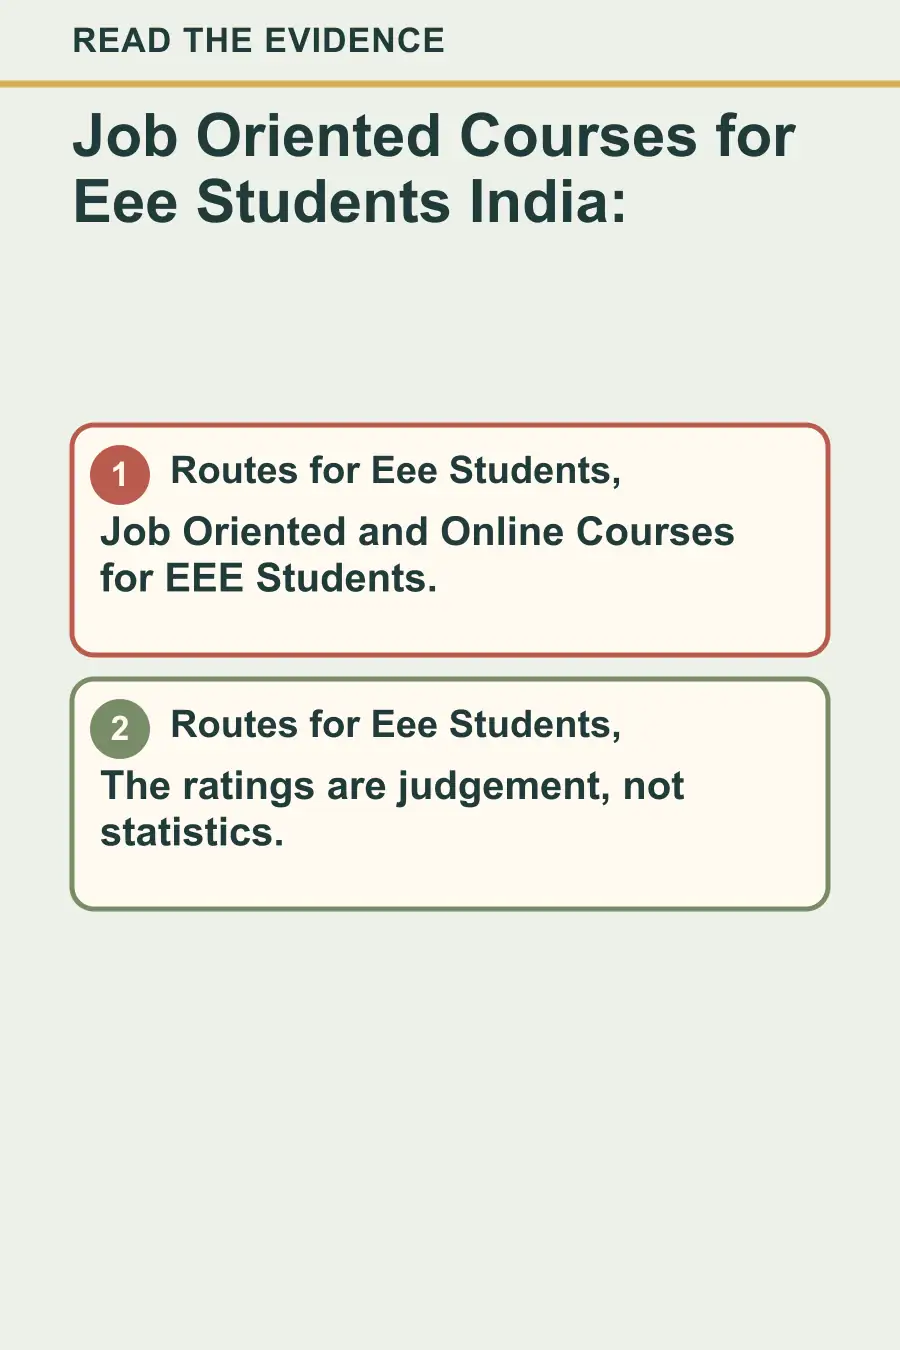 READ THE EVIDENCE
Job Oriented Courses for
Eee Students India:
1 Routes for Eee Students,
Job Oriented and Online Courses
for EEE Students.
2 Routes for Eee Students,
The ratings are judgement, not
statistics.